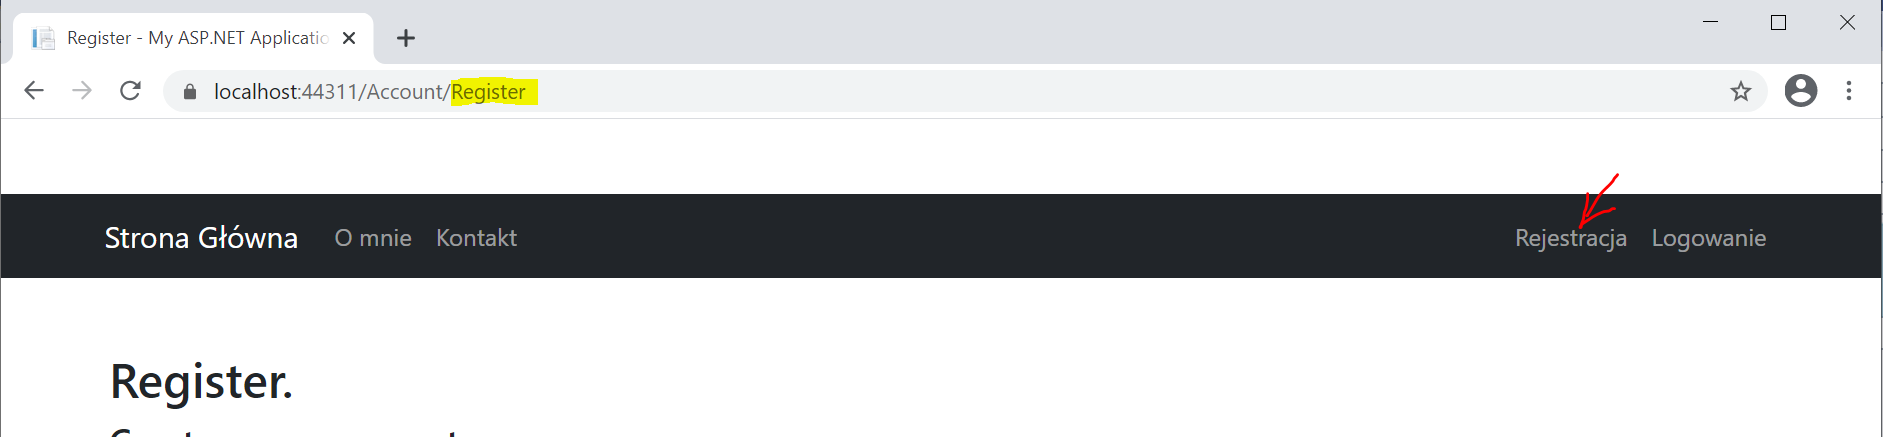 Register - My ASP.NET Applicatio
localhost:44311/Account/Register
Strona Główna O mnie Kontakt Rejestracja Logowanie
Register.